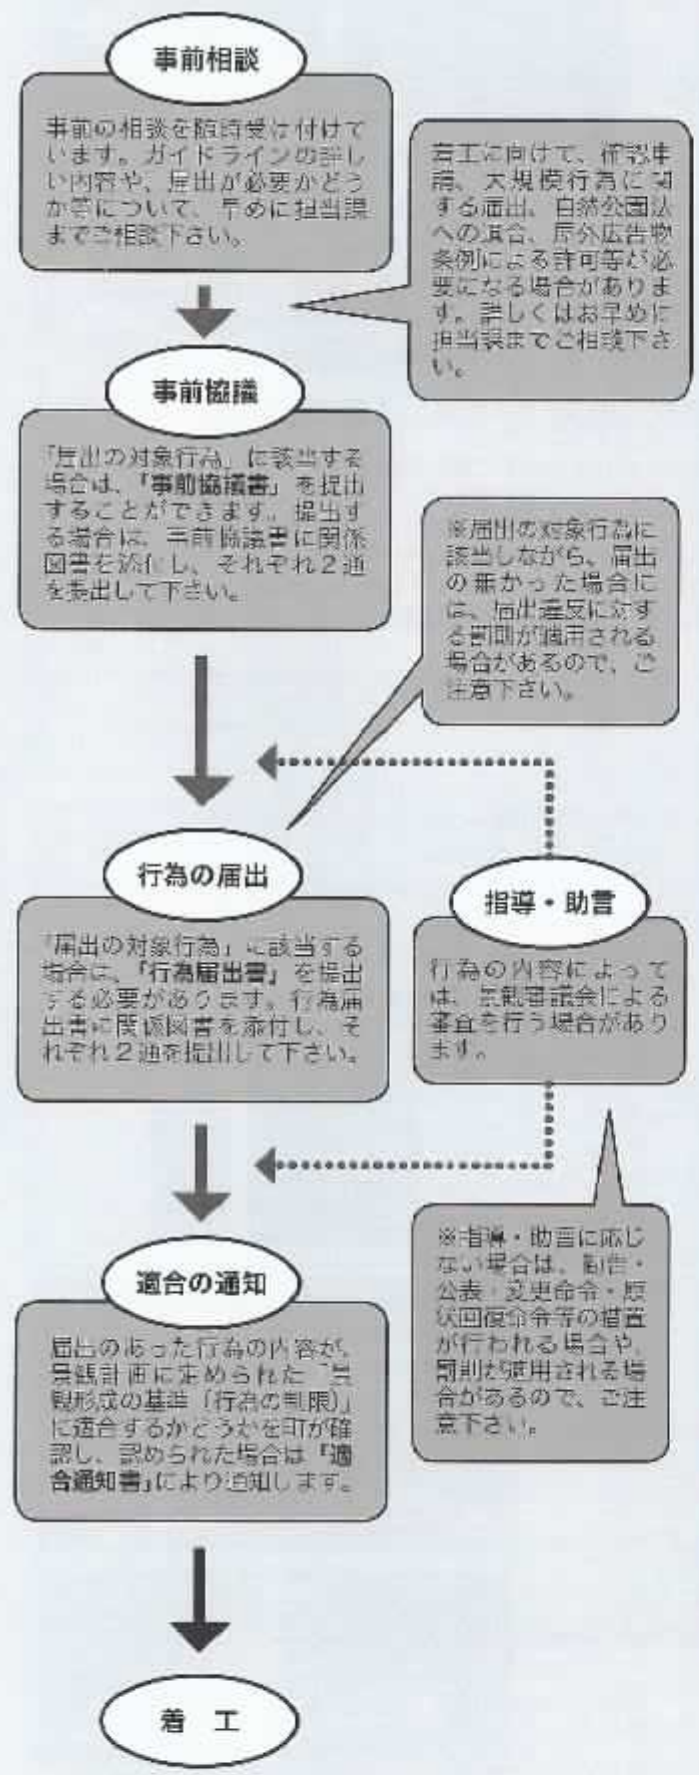 事前相談
事前の相談を随時受け付けて
います。ガイドラインの詳し
い内容や、届出が必要かどう
か等について、早めに担当課
までご相談下さい。
着工に向けて、確認申
請、大規模行為に関
する届出、自然公園法
への適合、屋外広告物
条例による許可等が必
要になる場合がありま
す。詳しくはお早めに
担当課までご相談下さ
い。
事前協議
「届出の対象行為」に該当する
場合は、「事前協議書」を提出
することができます。提出す
る場合は、事前協議書に関係
図書を添付し、それぞれ2通
を提出して下さい。
※届出の対象行為に
該当しながら、届出
の無かった場合に
は、届出違反に対す
る罰則が適用される
場合があるので、ご
注意下さい。
行為の届出
「届出の対象行為」に該当する
場合は、「行為届出書」を提出
する必要があります。行為届
出書に関係図書を添付し、そ
れぞれ2通を提出して下さい。
指導・助言
行為の内容によって
は、景観審議会による
審査を行う場合があり
ます。
※指導・助言に応じ
ない場合は、勧告・
公表・変更命令・原
状回復命令等の措置
が行われる場合や、
罰則が適用される場
合があるので、ご注
意下さい。
適合の通知
届出のあった行為の内容が、
景観計画に定められた「景
観形成の基準（行為の制限）」
に適合するかどうかを町が確
認し、認められた場合は「適
合通知書」により通知します。
着 工